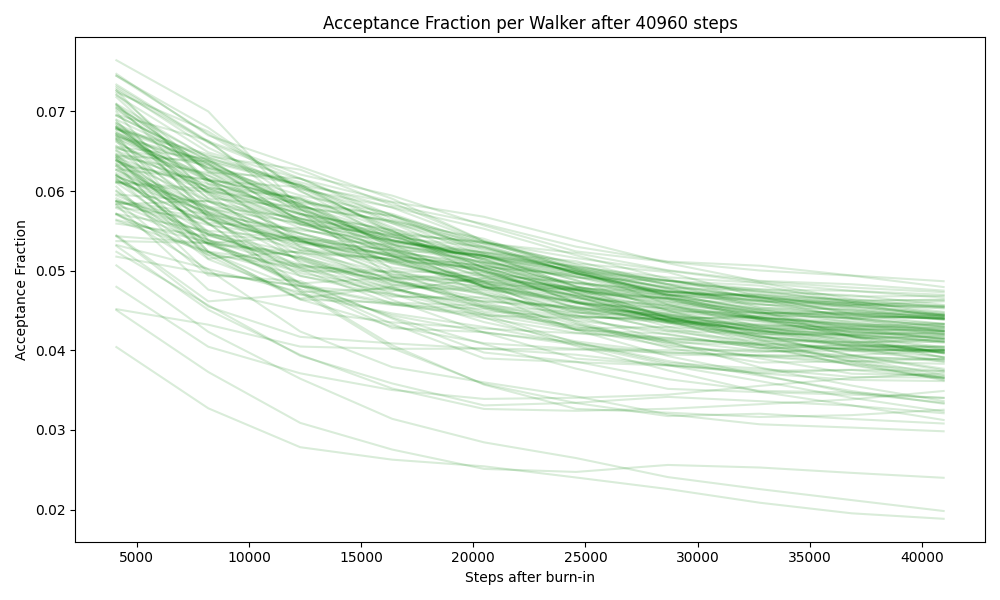 Acceptance Fraction per Walker after 40960 steps
Acceptance Fraction
0.07
0.06
0.05
0.04
0.03
0.02
5000 10000 15000 20000 25000 30000 35000 40000
Steps after burn-in